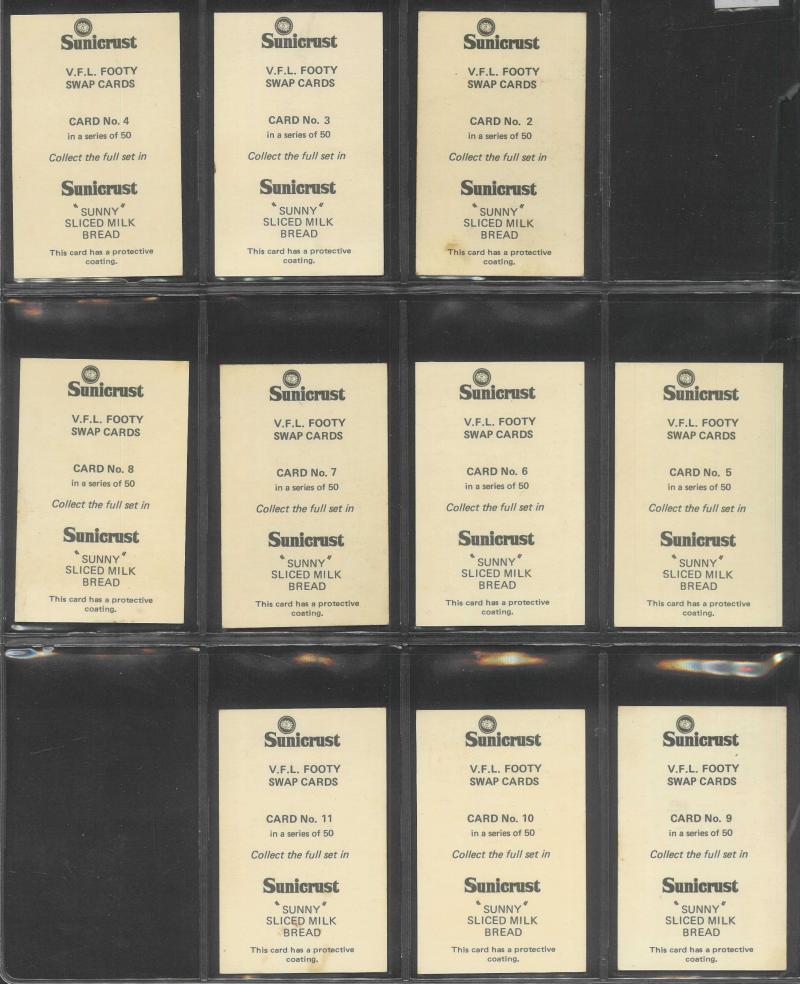 Sunicrust
V.F.L. FOOTY
SWAP CARDS
CARD No. 4
in a series of 50
Collect the full set in
Sunicrust
"SUNNY"
SLICED MILK
BREAD
This card has a protective
coating.
Sunicrust
V.F.L. FOOTY
SWAP CARDS
CARD No. 3
in a series of 50
Collect the full set in
Sunicrust
"SUNNY"
SLICED MILK
BREAD
This card has a protective
coating.
Sunicrust
V.F.L. FOOTY
SWAP CARDS
CARD No. 2
in a series of 50
Collect the full set in
Sunicrust
"SUNNY"
SLICED MILK
BREAD
This card has a protective
coating.
Sunicrust
V.F.L. FOOTY
SWAP CARDS
CARD No. 8
in a series of 50
Collect the full set in
Sunicrust
"SUNNY"
SLICED MILK
BREAD
This card has a protective
coating.
Sunicrust
V.F.L. FOOTY
SWAP CARDS
CARD No. 7
in a series of 50
Collect the full set in
Sunicrust
"SUNNY"
SLICED MILK
BREAD
This card has a protective
coating.
Sunicrust
V.F.L. FOOTY
SWAP CARDS
CARD No. 6
in a series of 50
Collect the full set in
Sunicrust
"SUNNY"
SLICED MILK
BREAD
This card has a protective
coating.
Sunicrust
V.F.L. FOOTY
SWAP CARDS
CARD No. 5
in a series of 50
Collect the full set in
Sunicrust
"SUNNY"
SLICED MILK
BREAD
This card has a protective
coating.
Sunicrust
V.F.L. FOOTY
SWAP CARDS
CARD No. 11
in a series of 50
Collect the full set in
Sunicrust
"SUNNY"
SLICED MILK
BREAD
This card has a protective
coating.
Sunicrust
V.F.L. FOOTY
SWAP CARDS
CARD No. 10
in a series of 50
Collect the full set in
Sunicrust
"SUNNY"
SLICED MILK
BREAD
This card has a protective
coating.
Sunicrust
V.F.L. FOOTY
SWAP CARDS
CARD No. 9
in a series of 50
Collect the full set in
Sunicrust
"SUNNY"
SLICED MILK
BREAD
This card has a protective
coating.